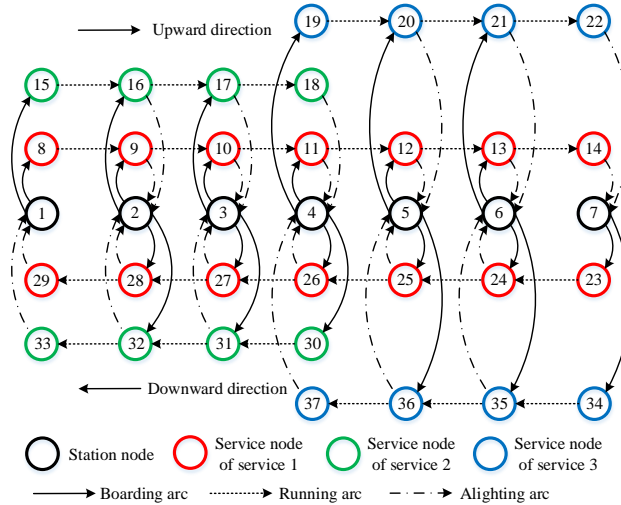 19 20 21 22
Upward direction
15 16 17 18
8 9 10 11 12 13 14
1 2 3 4 5 6 7
29 28 27 26 25 24 23
33 32 31 30
Downward direction
37 36 35 34
Station node
Service node
of service 1
Service node
of service 2
Service node
of service 3
Boarding arc Running arc Alighting arc